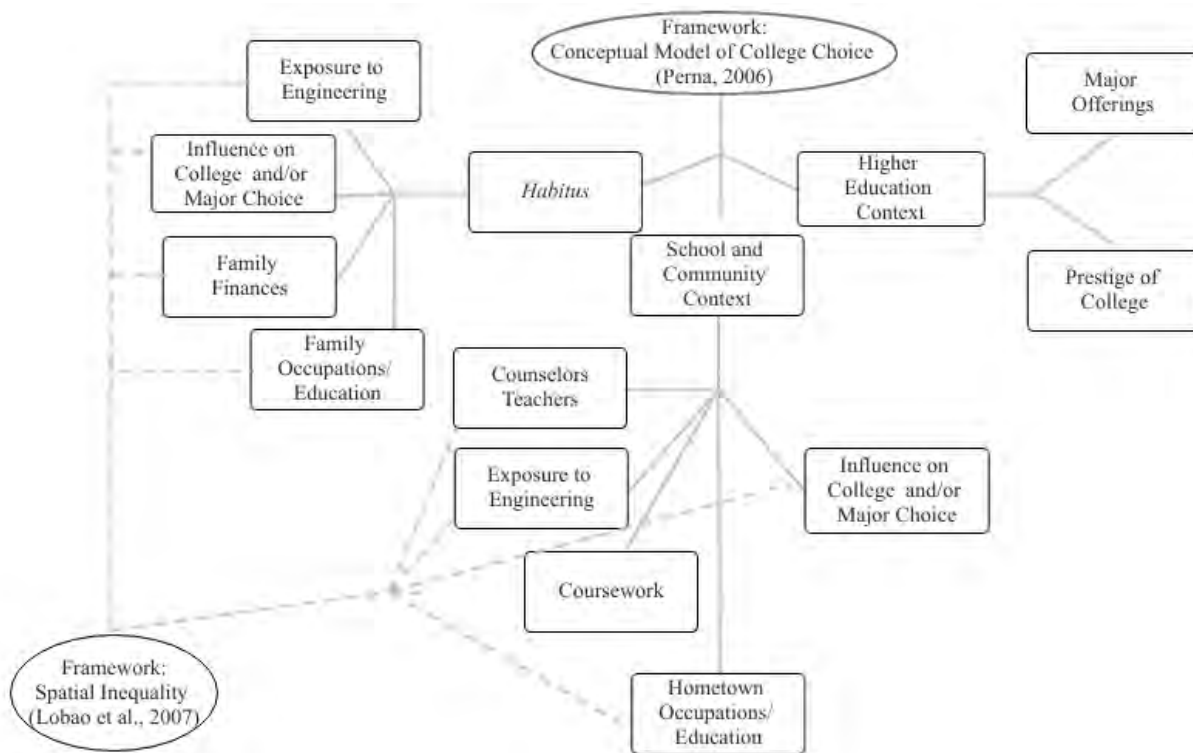 Framework:
Conceptual Model of College Choice
(Perna, 2006)
Exposure to
Engineering
Major
Offerings
Influence on
College and/or
Major Choice
Habitus
Higher
Education
Context
School and
Community
Context
Family
Finances
Prestige of
College
Family
Occupations/
Education
Counselors
Teachers
Exposure to
Engineering
Influence on
College and/or
Major Choice
Coursework
Framework:
Spatial Inequality
(Lobao et al., 2007)
Hometown
Occupations/
Education